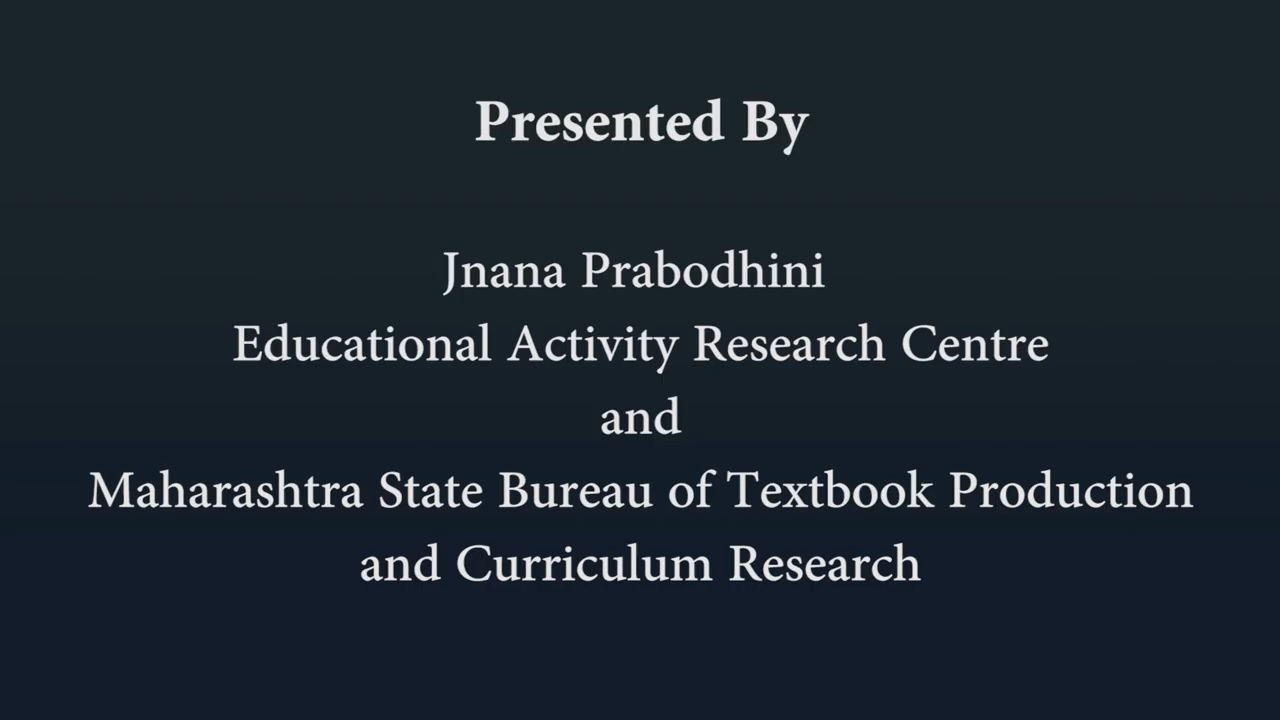 Presented By
Jnana Prabodhini
Educational Activity Research Centre
and
Maharashtra State Bureau of Textbook Production
and Curriculum Research